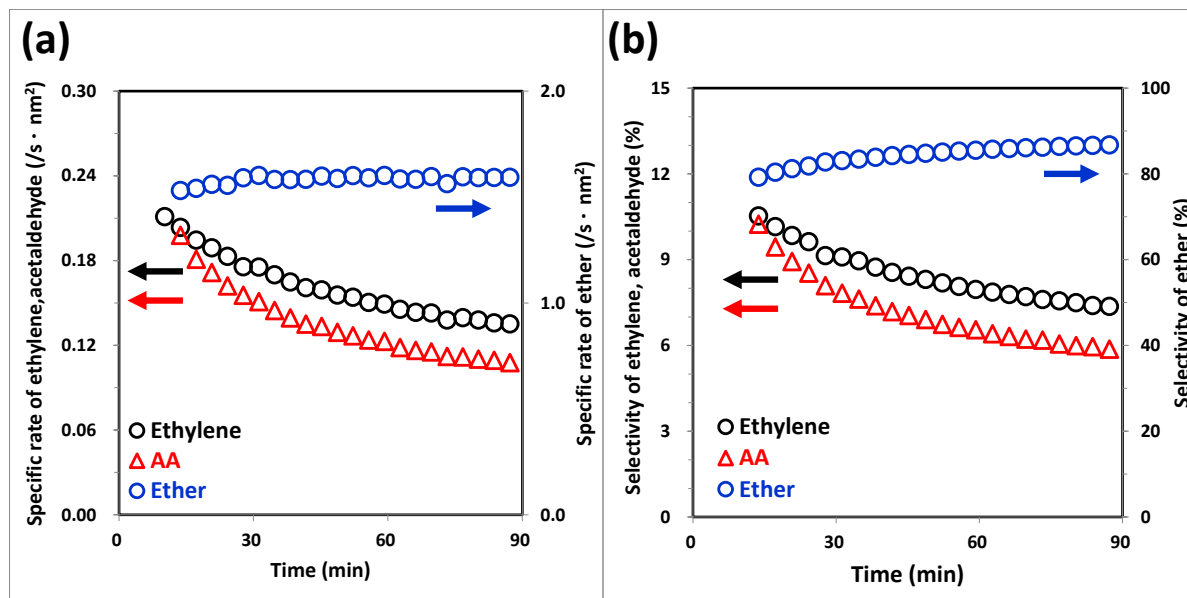 (a)
Specific rate of ethylene,acetaldehyde (/s · nm²)
0.30
0.24
0.18
0.12
0.06
0.00
2.0
1.0
0.0
Specific rate of ether (/s · nm²)
Ethylene
AA
Ether
0
30
60
90
Time (min)
(b)
Selectivity of ethylene, acetaldehyde (%)
15
12
9
6
3
0
100
80
60
40
20
0
Selectivity of ether (%)
Ethylene
AA
Ether
0
30
60
90
Time (min)